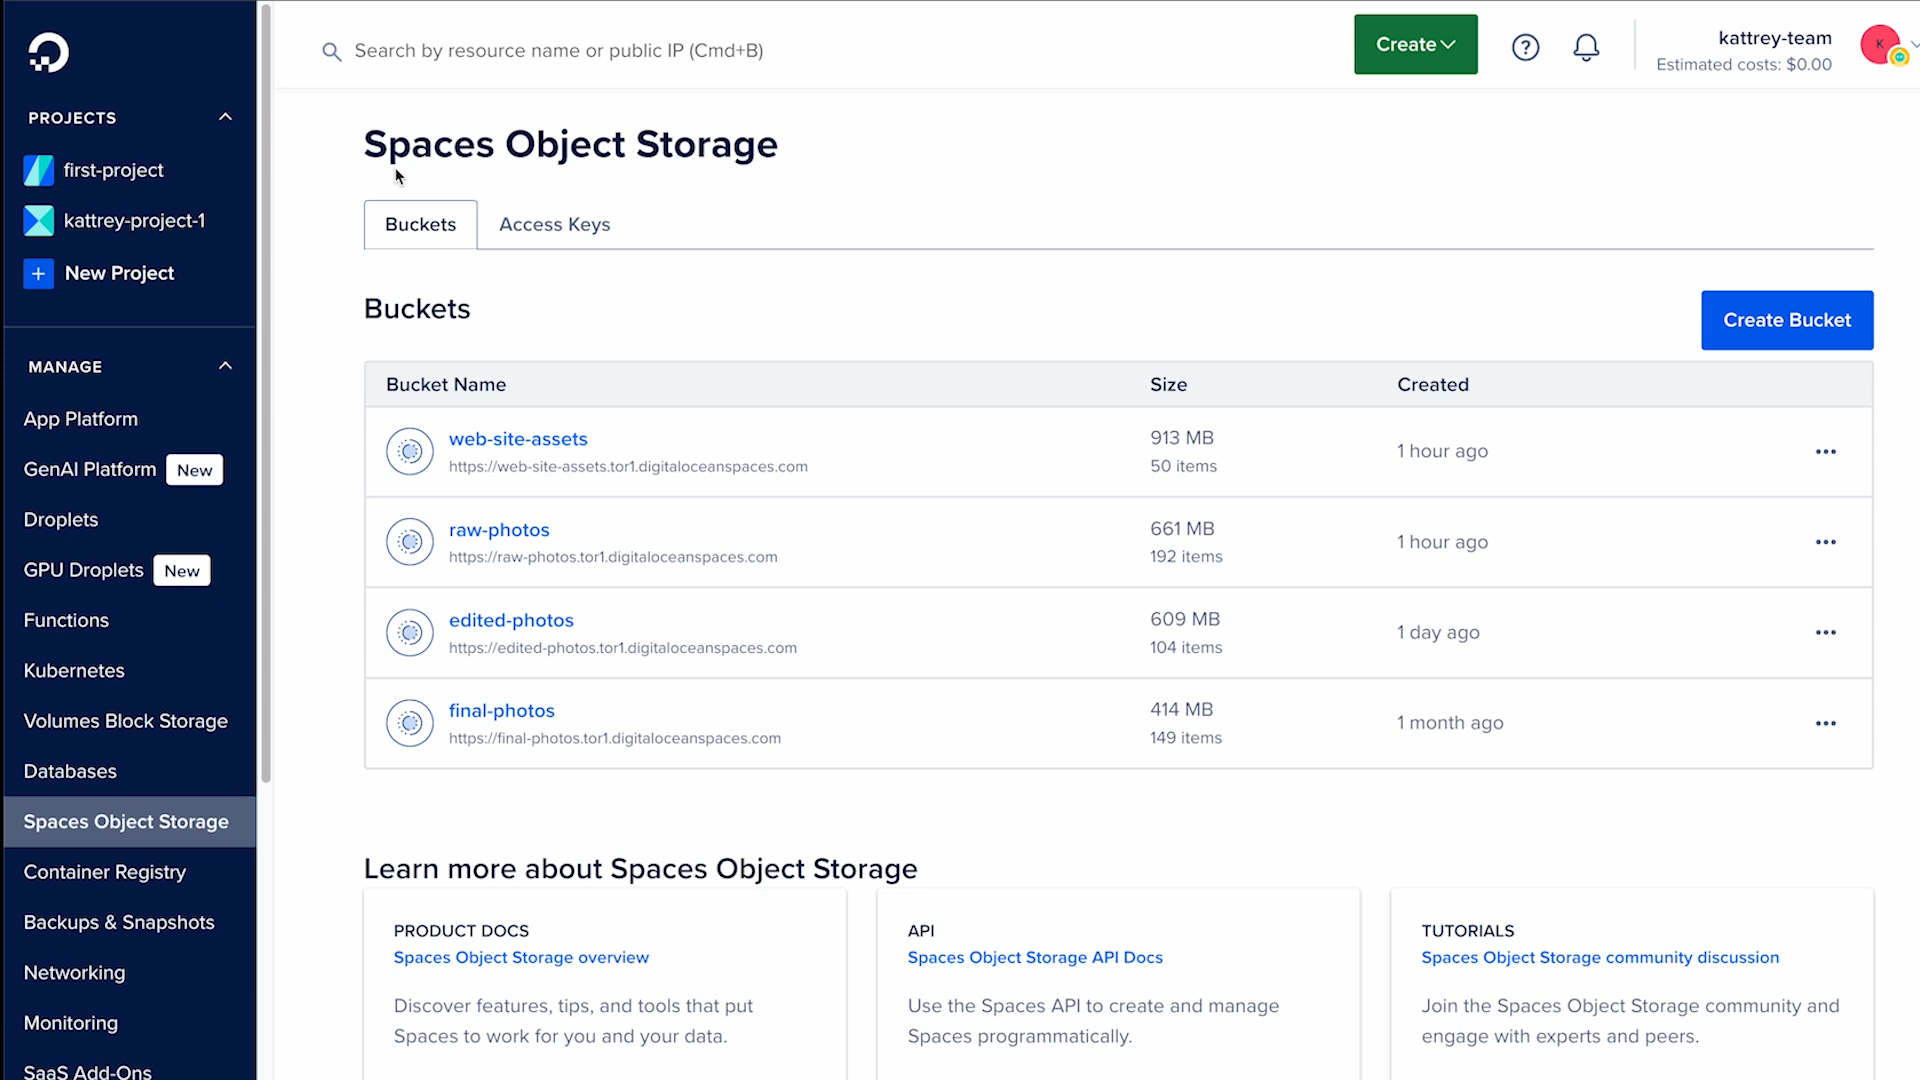 Search by resource name or public IP (Cmd+B)
Create
?
kattrey-team
Estimated costs: $0.00
K
PROJECTS
first-project
kattrey-project-1
+ New Project
MANAGE
App Platform
GenAI Platform New
Droplets
GPU Droplets New
Functions
Kubernetes
Volumes Block Storage
Databases
Spaces Object Storage
Container Registry
Backups & Snapshots
Networking
Monitoring
SaaS Add-Ons
Spaces Object Storage
Buckets Access Keys
Buckets
Create Bucket
Bucket Name Size Created
web-site-assets 913 MB
https://web-site-assets.tor1.digitaloceanspaces.com 50 items
1 hour ago
raw-photos 661 MB
https://raw-photos.tor1.digitaloceanspaces.com 192 items
1 hour ago
edited-photos 609 MB
https://edited-photos.tor1.digitaloceanspaces.com 104 items
1 day ago
final-photos 414 MB
https://final-photos.tor1.digitaloceanspaces.com 149 items
1 month ago
Learn more about Spaces Object Storage
PRODUCT DOCS
Spaces Object Storage overview
Discover features, tips, and tools that put
Spaces to work for you and your data.
API
Spaces Object Storage API Docs
Use the Spaces API to create and manage
Spaces programmatically.
TUTORIALS
Spaces Object Storage community discussion
Join the Spaces Object Storage community and
engage with experts and peers.